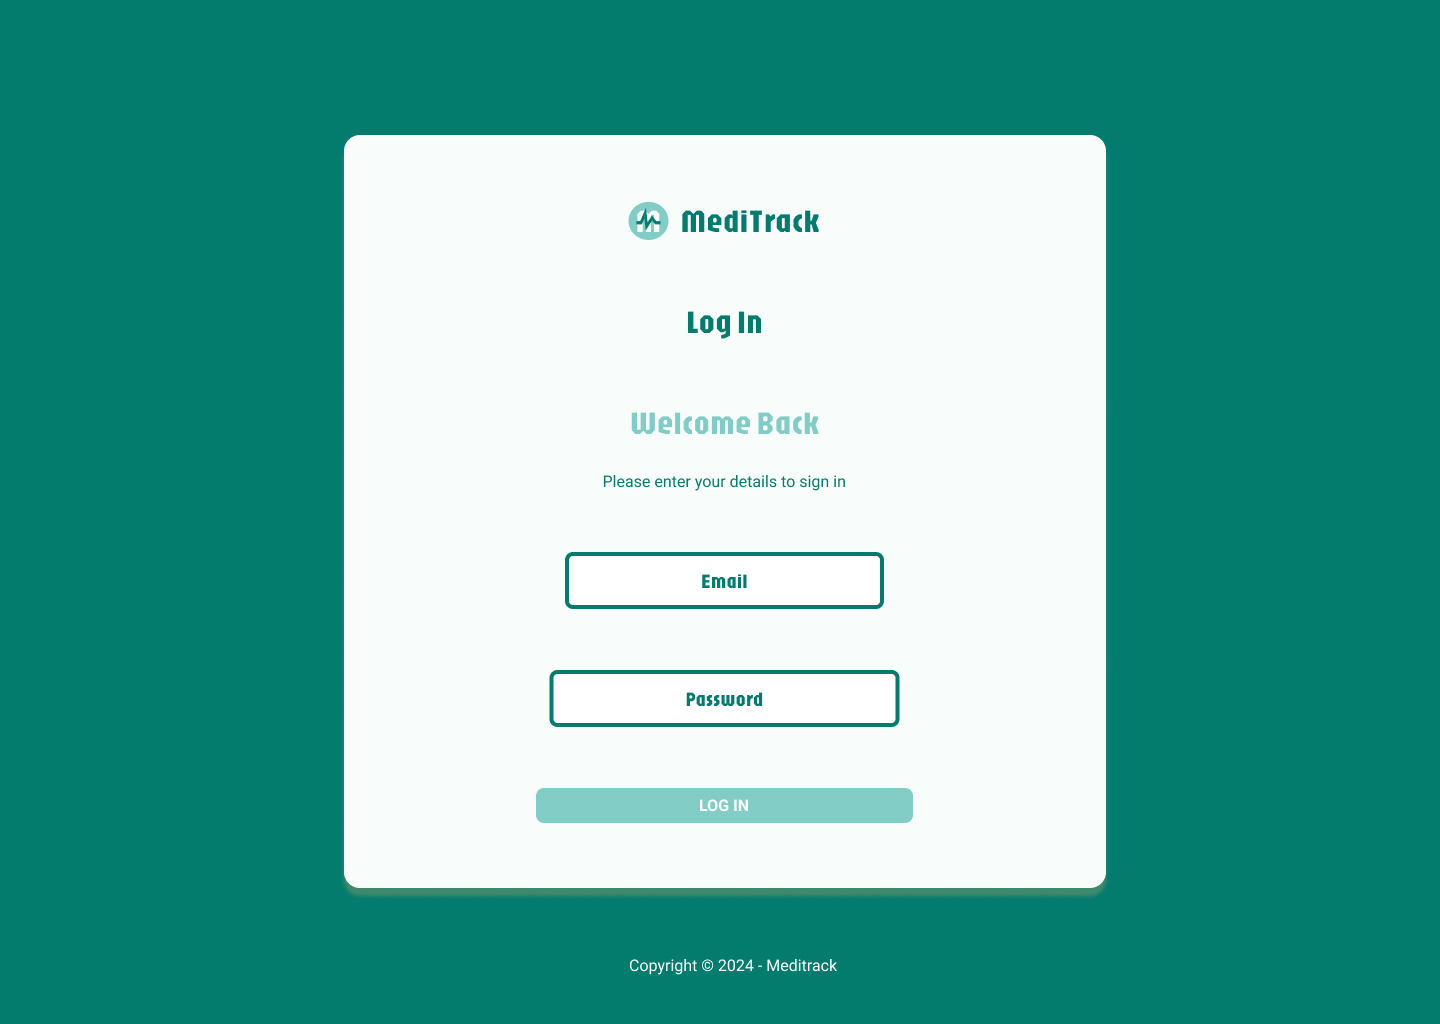 MediTrack
Log In
Welcome Back
Please enter your details to sign in
Email
Password
LOG IN
Copyright © 2024 - Meditrack